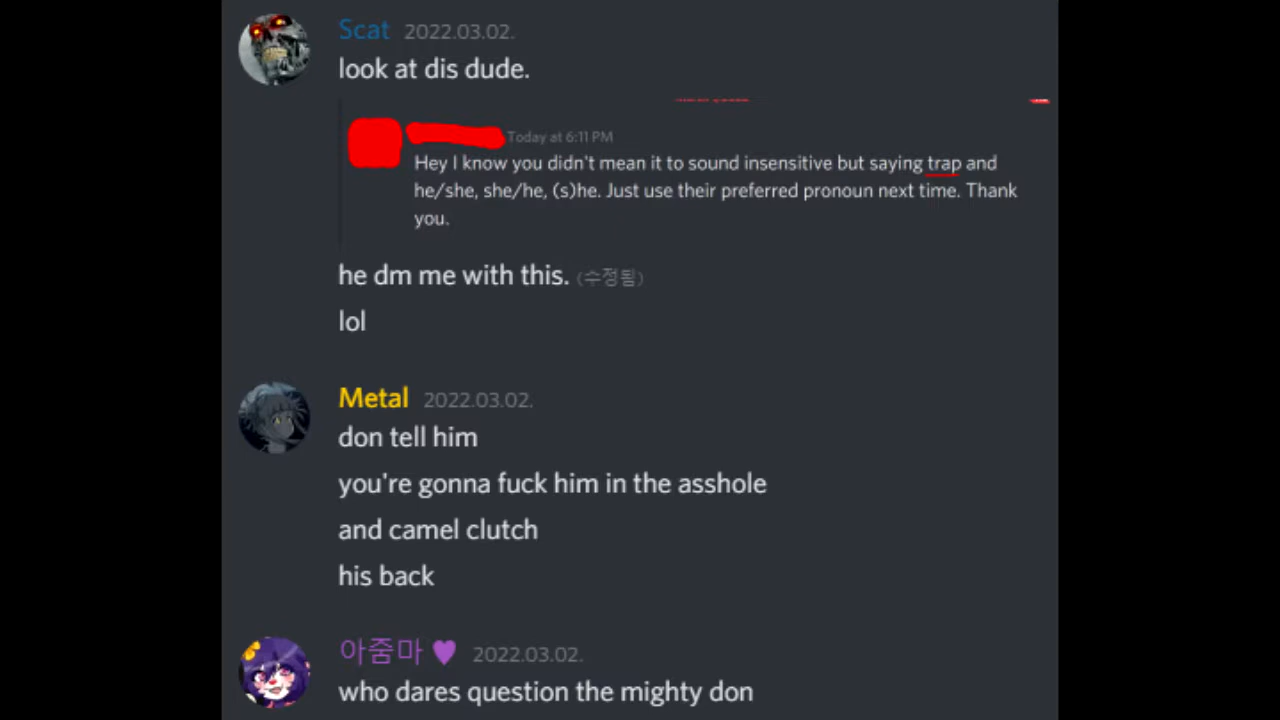 Scat 2022.03.02.
look at dis dude.
Today at 6:11 PM
Hey I know you didn't mean it to sound insensitive but saying trap and
he/she, she/he, (s)he. Just use their preferred pronoun next time. Thank
you.
he dm me with this. (수정됨)
lol
Metal 2022.03.02.
don tell him
you're gonna fuck him in the asshole
and camel clutch
his back
아줌마 💜 2022.03.02.
who dares question the mighty don